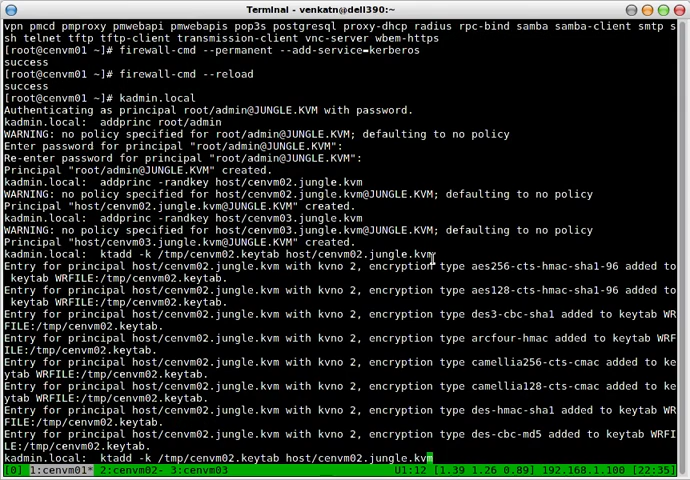 Terminal - venkatn@dell390:~
vpn pmcd pmproxy pmwebapi pmwebapis pop3s postgresql proxy-dhcp radius rpc-bind samba samba-client smtp s
sh telnet tftp tftp-client transmission-client vnc-server wbem-https
[root@cenvm01 ~]# firewall-cmd --permanent --add-service=kerberos
success
[root@cenvm01 ~]# firewall-cmd --reload
success
[root@cenvm01 ~]# kadmin.local
Authenticating as principal root/admin@JUNGLE.KVM with password.
kadmin.local:  addprinc root/admin
WARNING: no policy specified for root/admin@JUNGLE.KVM; defaulting to no policy
Enter password for principal "root/admin@JUNGLE.KVM":
Re-enter password for principal "root/admin@JUNGLE.KVM":
Principal "root/admin@JUNGLE.KVM" created.
kadmin.local:  addprinc -randkey host/cenvm02.jungle.kvm
WARNING: no policy specified for host/cenvm02.jungle.kvm@JUNGLE.KVM; defaulting to no policy
Principal "host/cenvm02.jungle.kvm@JUNGLE.KVM" created.
kadmin.local:  addprinc -randkey host/cenvm03.jungle.kvm
WARNING: no policy specified for host/cenvm03.jungle.kvm@JUNGLE.KVM; defaulting to no policy
Principal "host/cenvm03.jungle.kvm@JUNGLE.KVM" created.
kadmin.local:  ktadd -k /tmp/cenvm02.keytab host/cenvm02.jungle.kvm
Entry for principal host/cenvm02.jungle.kvm with kvno 2, encryption type aes256-cts-hmac-sha1-96 added to
 keytab WRFILE:/tmp/cenvm02.keytab.
Entry for principal host/cenvm02.jungle.kvm with kvno 2, encryption type aes128-cts-hmac-sha1-96 added to
 keytab WRFILE:/tmp/cenvm02.keytab.
Entry for principal host/cenvm02.jungle.kvm with kvno 2, encryption type des3-cbc-sha1 added to keytab WR
FILE:/tmp/cenvm02.keytab.
Entry for principal host/cenvm02.jungle.kvm with kvno 2, encryption type arcfour-hmac added to keytab WRF
ILE:/tmp/cenvm02.keytab.
Entry for principal host/cenvm02.jungle.kvm with kvno 2, encryption type camellia256-cts-cmac added to ke
ytab WRFILE:/tmp/cenvm02.keytab.
Entry for principal host/cenvm02.jungle.kvm with kvno 2, encryption type camellia128-cts-cmac added to ke
ytab WRFILE:/tmp/cenvm02.keytab.
Entry for principal host/cenvm02.jungle.kvm with kvno 2, encryption type des-hmac-sha1 added to keytab WR
FILE:/tmp/cenvm02.keytab.
Entry for principal host/cenvm02.jungle.kvm with kvno 2, encryption type des-cbc-md5 added to keytab WRFI
LE:/tmp/cenvm02.keytab.
kadmin.local:  ktadd -k /tmp/cenvm02.keytab host/cenvm02.jungle.kvm
[0] 1:cenvm01* 2:cenvm02- 3:cenvm03 U1:12 [1.39 1.26 0.89] 192.168.1.100 [22:35]